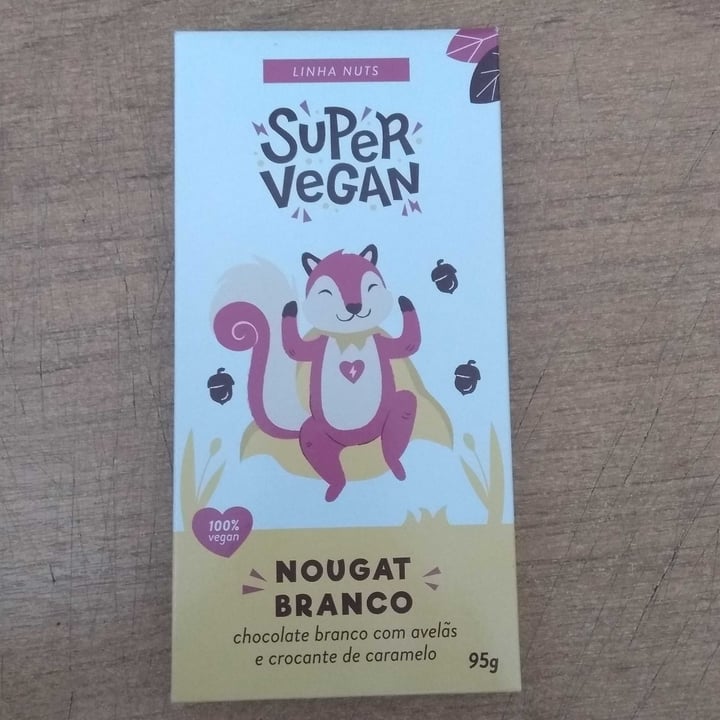 LINHA NUTS
SUPER
VEGAN
100%
vegan
NOUGAT
BRANCO
chocolate branco com avelãs
e crocante de caramelo
95g